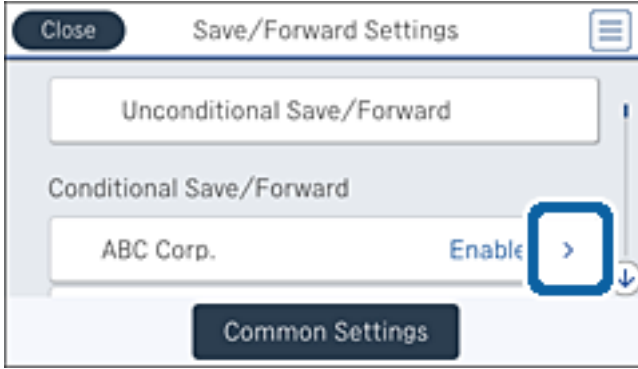 Close Save/Forward Settings
Unconditional Save/Forward
Conditional Save/Forward
ABC Corp. Enable
Common Settings